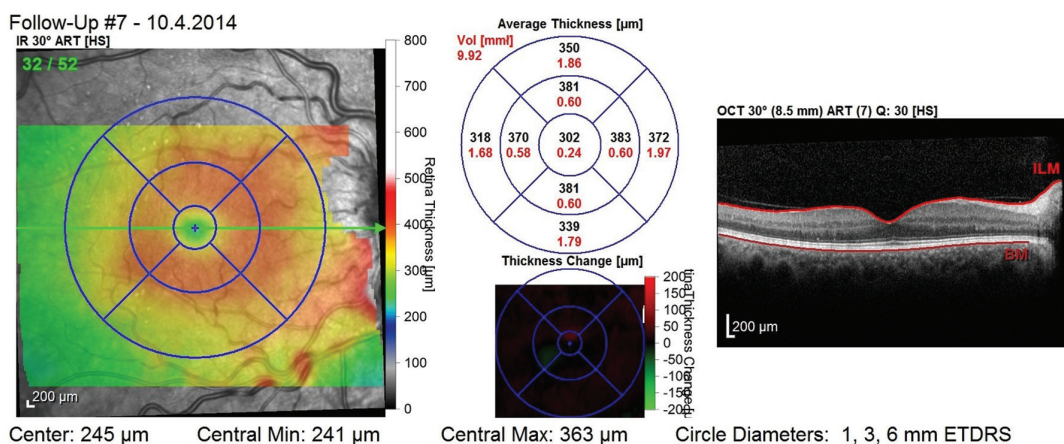 Follow-Up #7 - 10.4.2014
IR 30° ART [HS]
32 / 52
800
700
600
500
400
300
200
100
0
Retina Thickness [µm]
200 µm
Average Thickness [µm]
Vol [mmł]
9.92
350
1.86
381
0.60
318 370 302 383 372
1.68 0.58 0.24 0.60 1.97
381
0.60
339
1.79
Thickness Change [µm]
200
150
100
50
0
-50
-100
-150
-200
OCT 30° (8.5 mm) ART (7) Q: 30 [HS]
ILM
BM
200 µm
Center: 245 µm Central Min: 241 µm Central Max: 363 µm Circle Diameters: 1, 3, 6 mm ETDRS